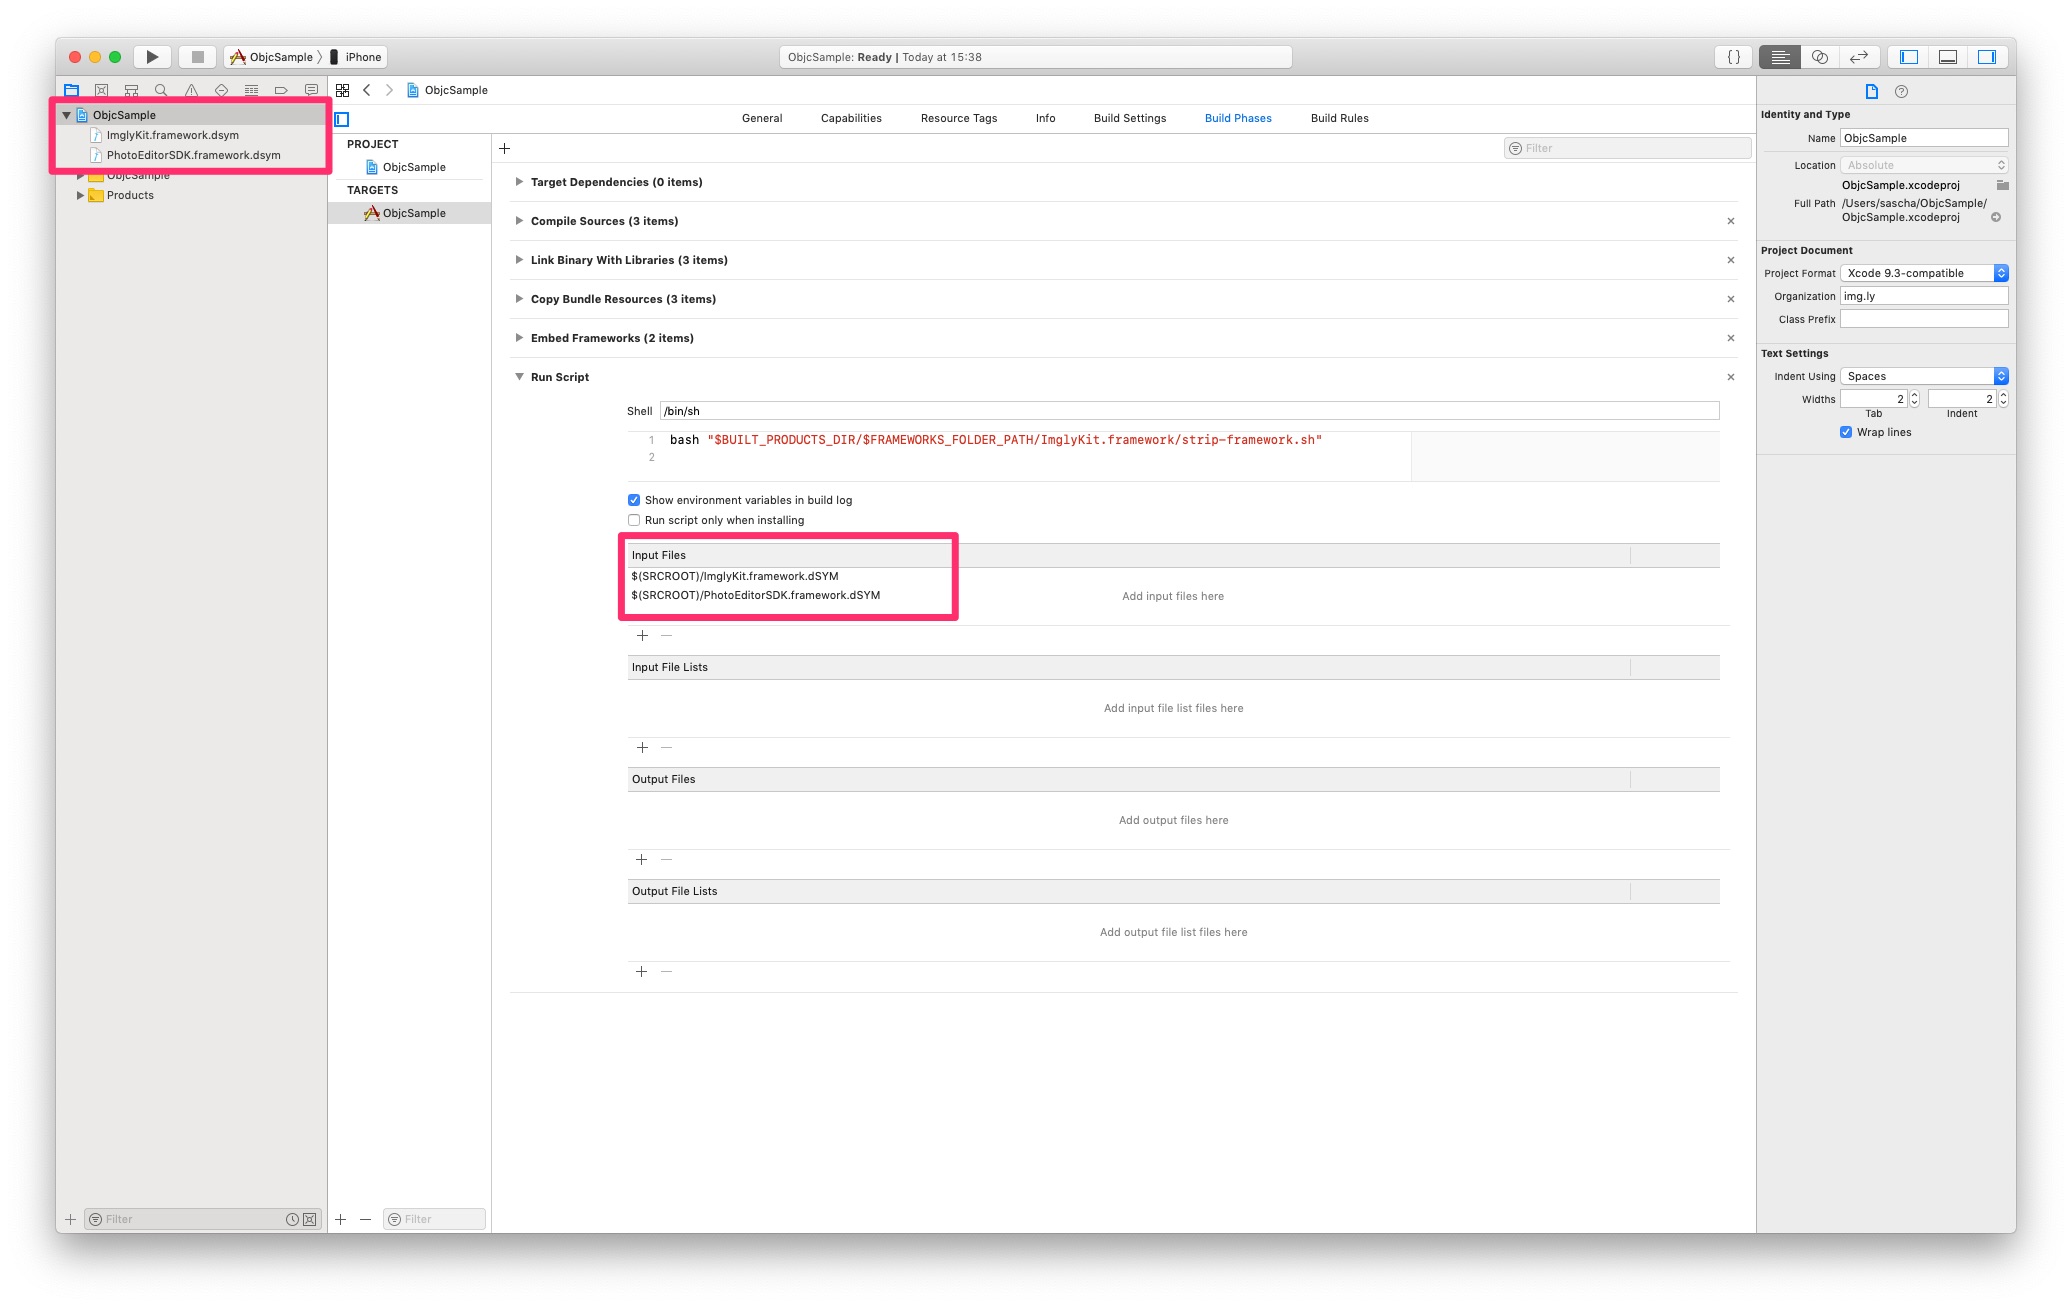 ObjcSample iPhone
ObjcSample: Ready | Today at 15:38
{ }
ObjcSample
ImglyKit.framework.dsym
PhotoEditorSDK.framework.dsym
ObjcSample
Products
Filter
ObjcSample
General Capabilities Resource Tags Info Build Settings Build Phases Build Rules
PROJECT
ObjcSample
TARGETS
ObjcSample
Filter
Filter
Target Dependencies (0 items)
Compile Sources (3 items)
Link Binary With Libraries (3 items)
Copy Bundle Resources (3 items)
Embed Frameworks (2 items)
Run Script
Shell /bin/sh
1 bash "$BUILT_PRODUCTS_DIR/$FRAMEWORKS_FOLDER_PATH/ImglyKit.framework/strip-framework.sh"
2
Show environment variables in build log
Run script only when installing
Input Files
$(SRCROOT)/ImglyKit.framework.dSYM
$(SRCROOT)/PhotoEditorSDK.framework.dSYM
Add input files here
Input File Lists
Add input file list files here
Output Files
Add output files here
Output File Lists
Add output file list files here
Identity and Type
Name ObjcSample
Location Absolute
ObjcSample.xcodeproj
Full Path /Users/sascha/ObjcSample/
ObjcSample.xcodeproj
Project Document
Project Format Xcode 9.3-compatible
Organization img.ly
Class Prefix
Text Settings
Indent Using Spaces
Widths 2 2
Tab Indent
Wrap lines